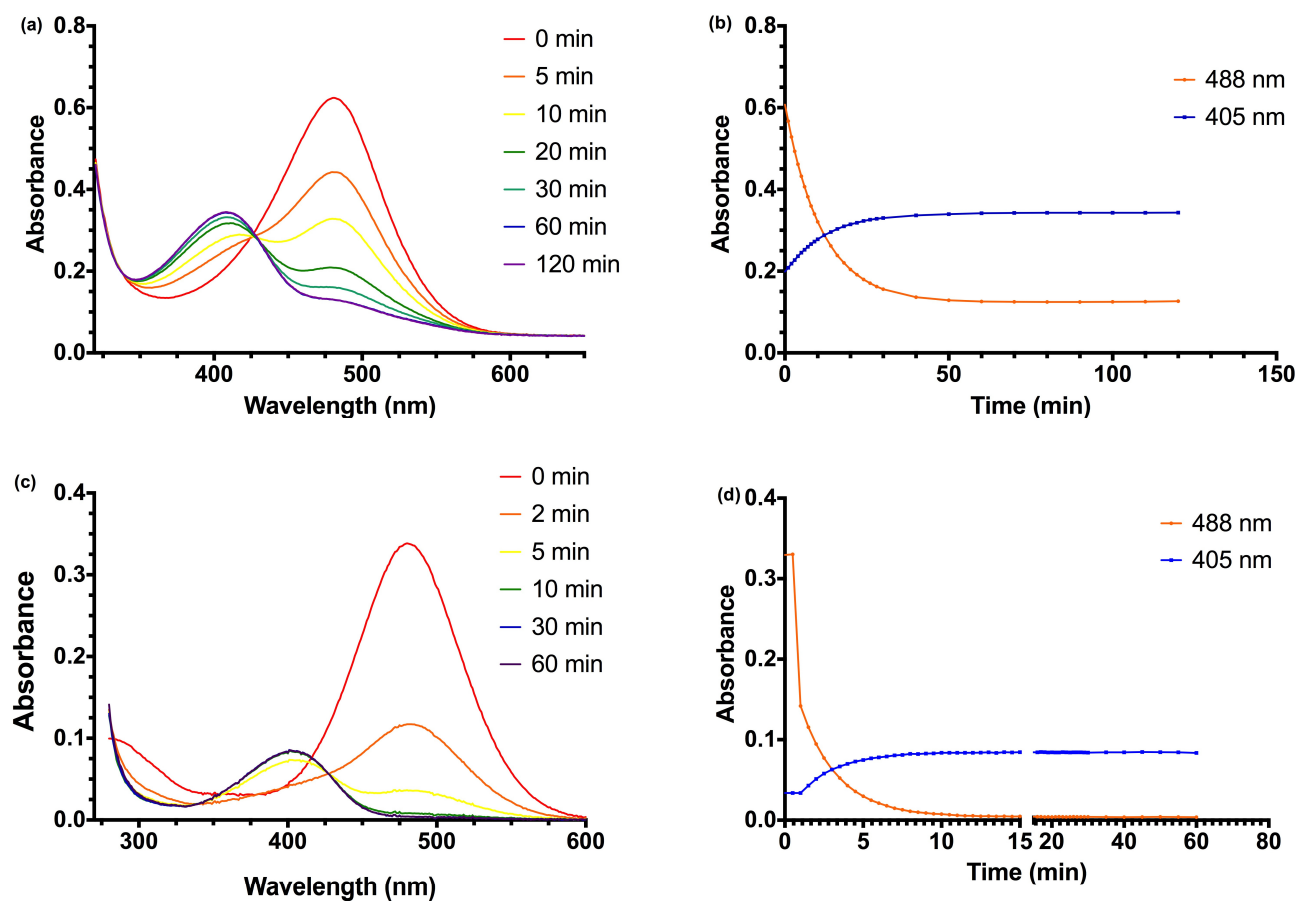 (a)
0.8
0.6
0.4
0.2
0.0
Absorbance
400
500
600
Wavelength (nm)
0 min
5 min
10 min
20 min
30 min
60 min
120 min
(b)
0.8
0.6
0.4
0.2
0.0
Absorbance
0
50
100
150
Time (min)
488 nm
405 nm
(c)
0.4
0.3
0.2
0.1
0.0
Absorbance
300
400
500
600
Wavelength (nm)
0 min
2 min
5 min
10 min
30 min
60 min
(d)
0.4
0.3
0.2
0.1
0.0
Absorbance
0
5
10
15
20
40
60
80
Time (min)
488 nm
405 nm